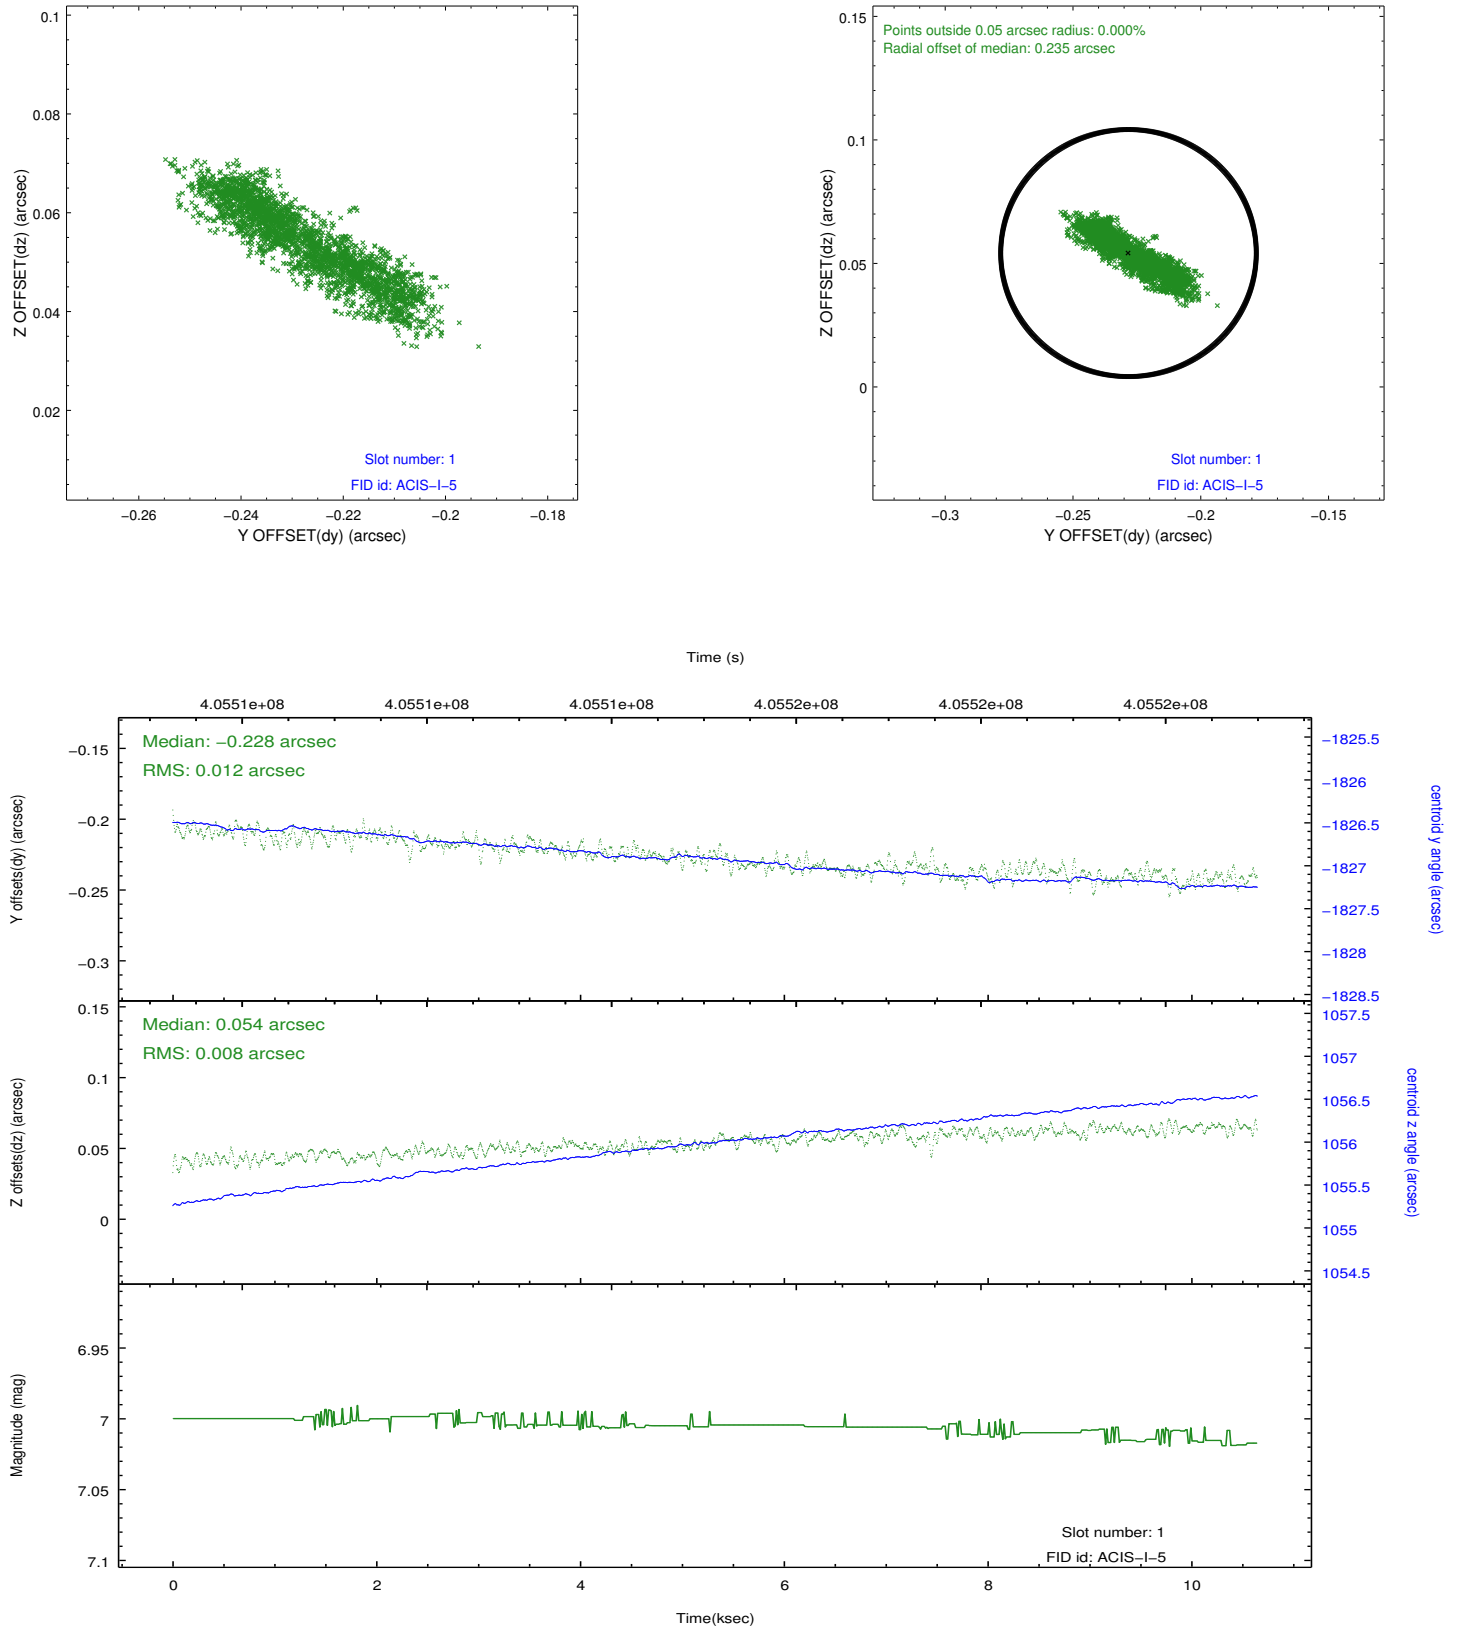 0.1
0.08
0.06
0.04
0.02
Z OFFSET(dz) (arcsec)
Slot number: 1
FID id: ACIS−I−5
−0.26 −0.24 −0.22 −0.2 −0.18
Y OFFSET(dy) (arcsec)
0.15
0.1
0.05
0
Z OFFSET(dz) (arcsec)
Points outside 0.05 arcsec radius: 0.000%
Radial offset of median: 0.235 arcsec
Slot number: 1
FID id: ACIS−I−5
−0.3 −0.25 −0.2 −0.15
Y OFFSET(dy) (arcsec)
Time (s)
4.0551e+08 4.0551e+08 4.0551e+08 4.0552e+08 4.0552e+08 4.0552e+08
Median: −0.228 arcsec
RMS: 0.012 arcsec
−0.15
−0.2
−0.25
−0.3
Y offsets(dy) (arcsec)
−1825.5
−1826
−1826.5
−1827
−1827.5
−1828
−1828.5
centroid y angle (arcsec)
Median: 0.054 arcsec
RMS: 0.008 arcsec
0.15
0.1
0.05
0
Z offsets(dz) (arcsec)
1057.5
1057
1056.5
1056
1055.5
1055
1054.5
centroid z angle (arcsec)
6.95
7
7.05
7.1
Magnitude (mag)
Slot number: 1
FID id: ACIS−I−5
0 2 4 6 8 10
Time(ksec)